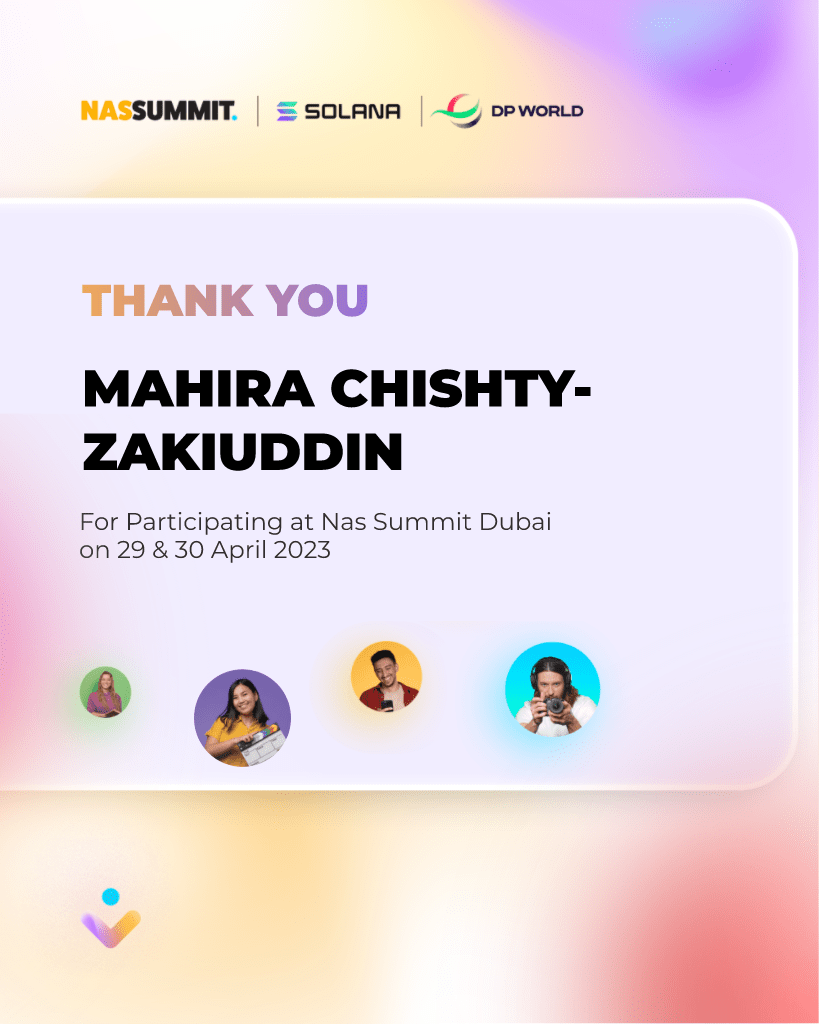 NASSUMMIT. | SOLANA | DP WORLD
THANK YOU
MAHIRA CHISHTY-
ZAKIUDDIN
For Participating at Nas Summit Dubai
on 29 & 30 April 2023